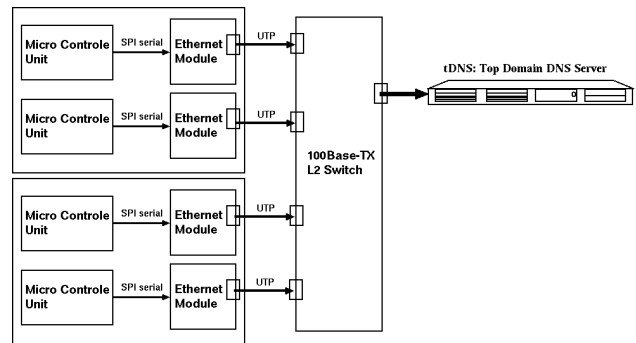 Micro Controle
Unit
SPI serial
Ethernet
Module
UTP
Micro Controle
Unit
SPI serial
Ethernet
Module
UTP
Micro Controle
Unit
SPI serial
Ethernet
Module
UTP
Micro Controle
Unit
SPI serial
Ethernet
Module
UTP
100Base-TX
L2 Switch
tDNS: Top Domain DNS Server